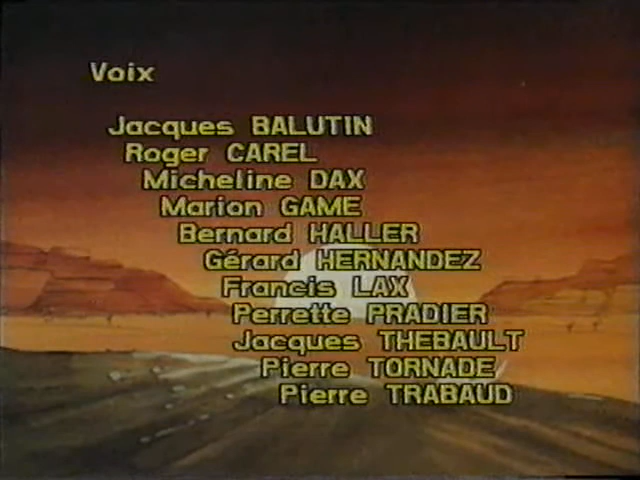 Voix
Jacques BALUTIN
Roger CAREL
Micheline DAX
Marion GAME
Bernard HALLER
Gérard HERNANDEZ
Francis LAX
Perrette PRADIER
Jacques THEBAULT
Pierre TORNADE
Pierre TRABAUD